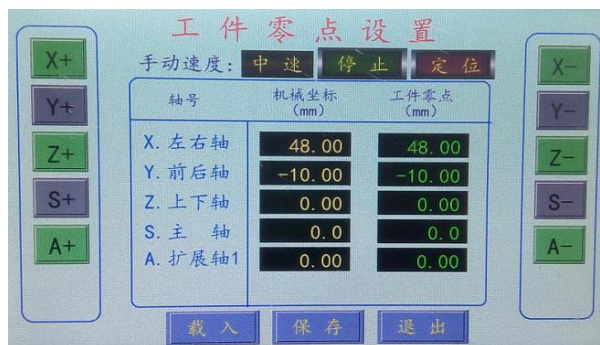 工件零点设置
手动速度: 中速 停止 定位
X+ X-
Y+ Y-
Z+ Z-
S+ S-
A+ A-
轴号 机械坐标 (mm) 工件零点 (mm)
X.左右轴 48.00 48.00
Y.前后轴 -10.00 -10.00
Z.上下轴 0.00 0.00
S.主 轴 0.0 0.0
A.扩展轴1 0.00 0.00
载入 保存 退出